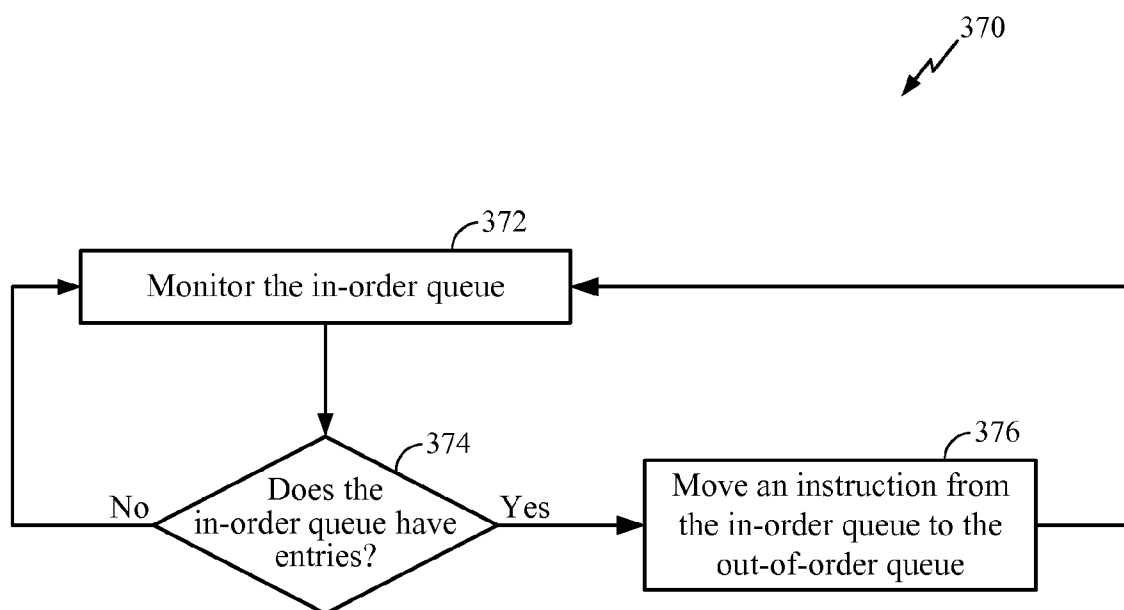 370
372
Monitor the in-order queue
374
376
No
Does the
in-order queue have
entries?
Yes
Move an instruction from
the in-order queue to the
out-of-order queue